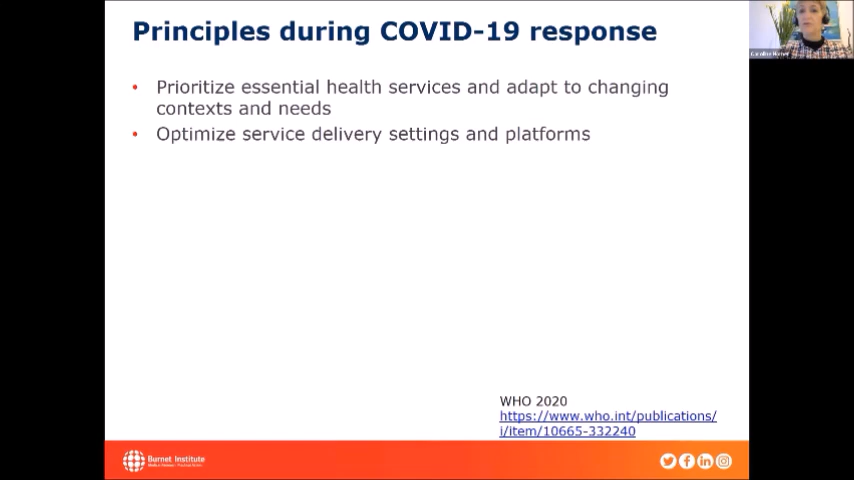 Principles during COVID-19 response
• Prioritize essential health services and adapt to changing
contexts and needs
• Optimize service delivery settings and platforms
WHO 2020
https://www.who.int/publications/
i/item/10665-332240
Burnet Institute